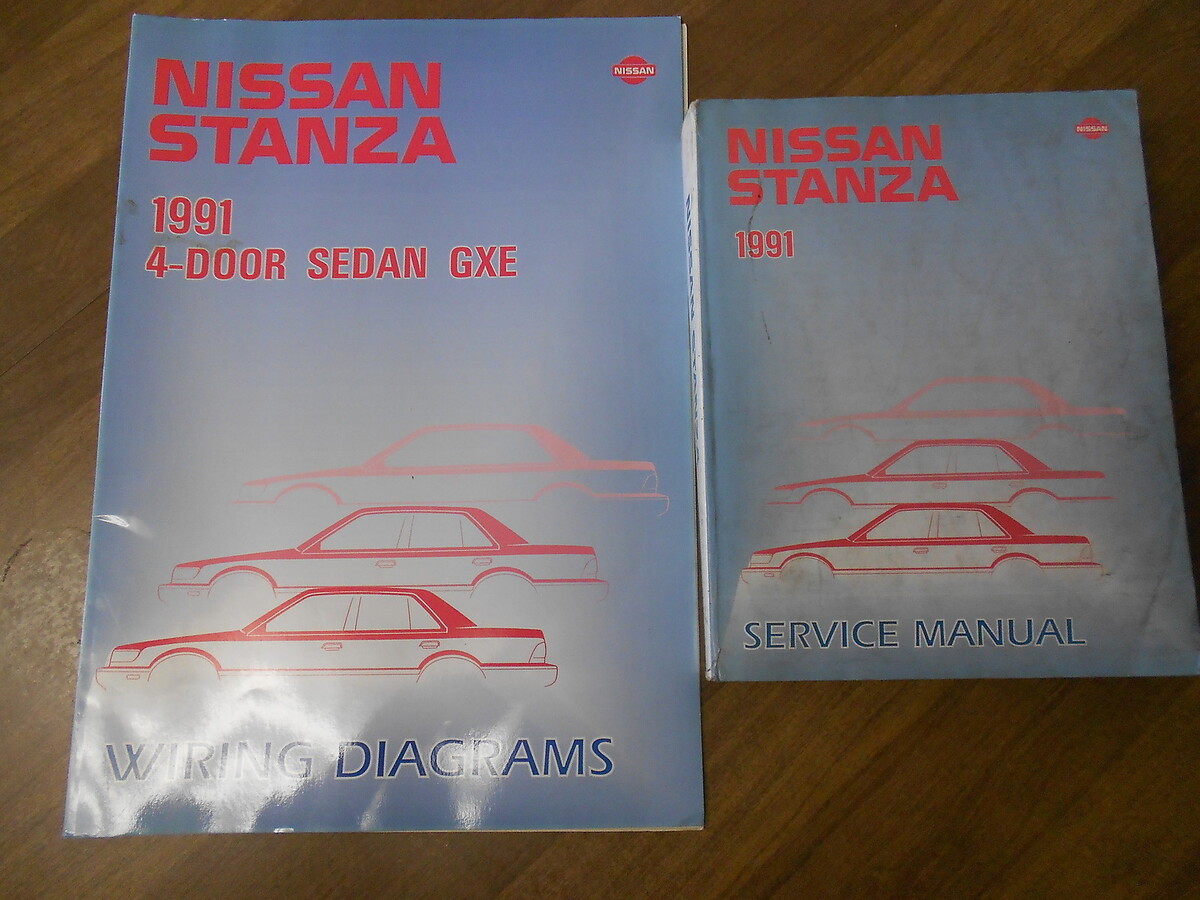 NISSAN
STANZA
NISSAN
1991
4-DOOR SEDAN GXE
WIRING DIAGRAMS
NISSAN
STANZA
NISSAN
1991
SERVICE MANUAL